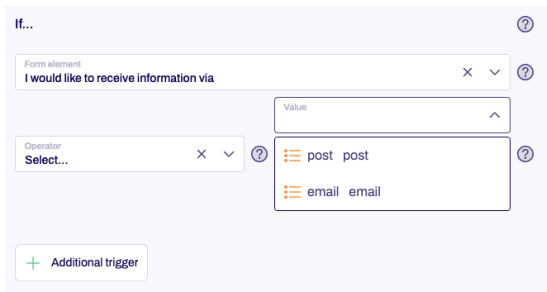 If...
?
Form element
I would like to receive information via
?
Value
Operator
Select...
?
?
post post
email email
Additional trigger